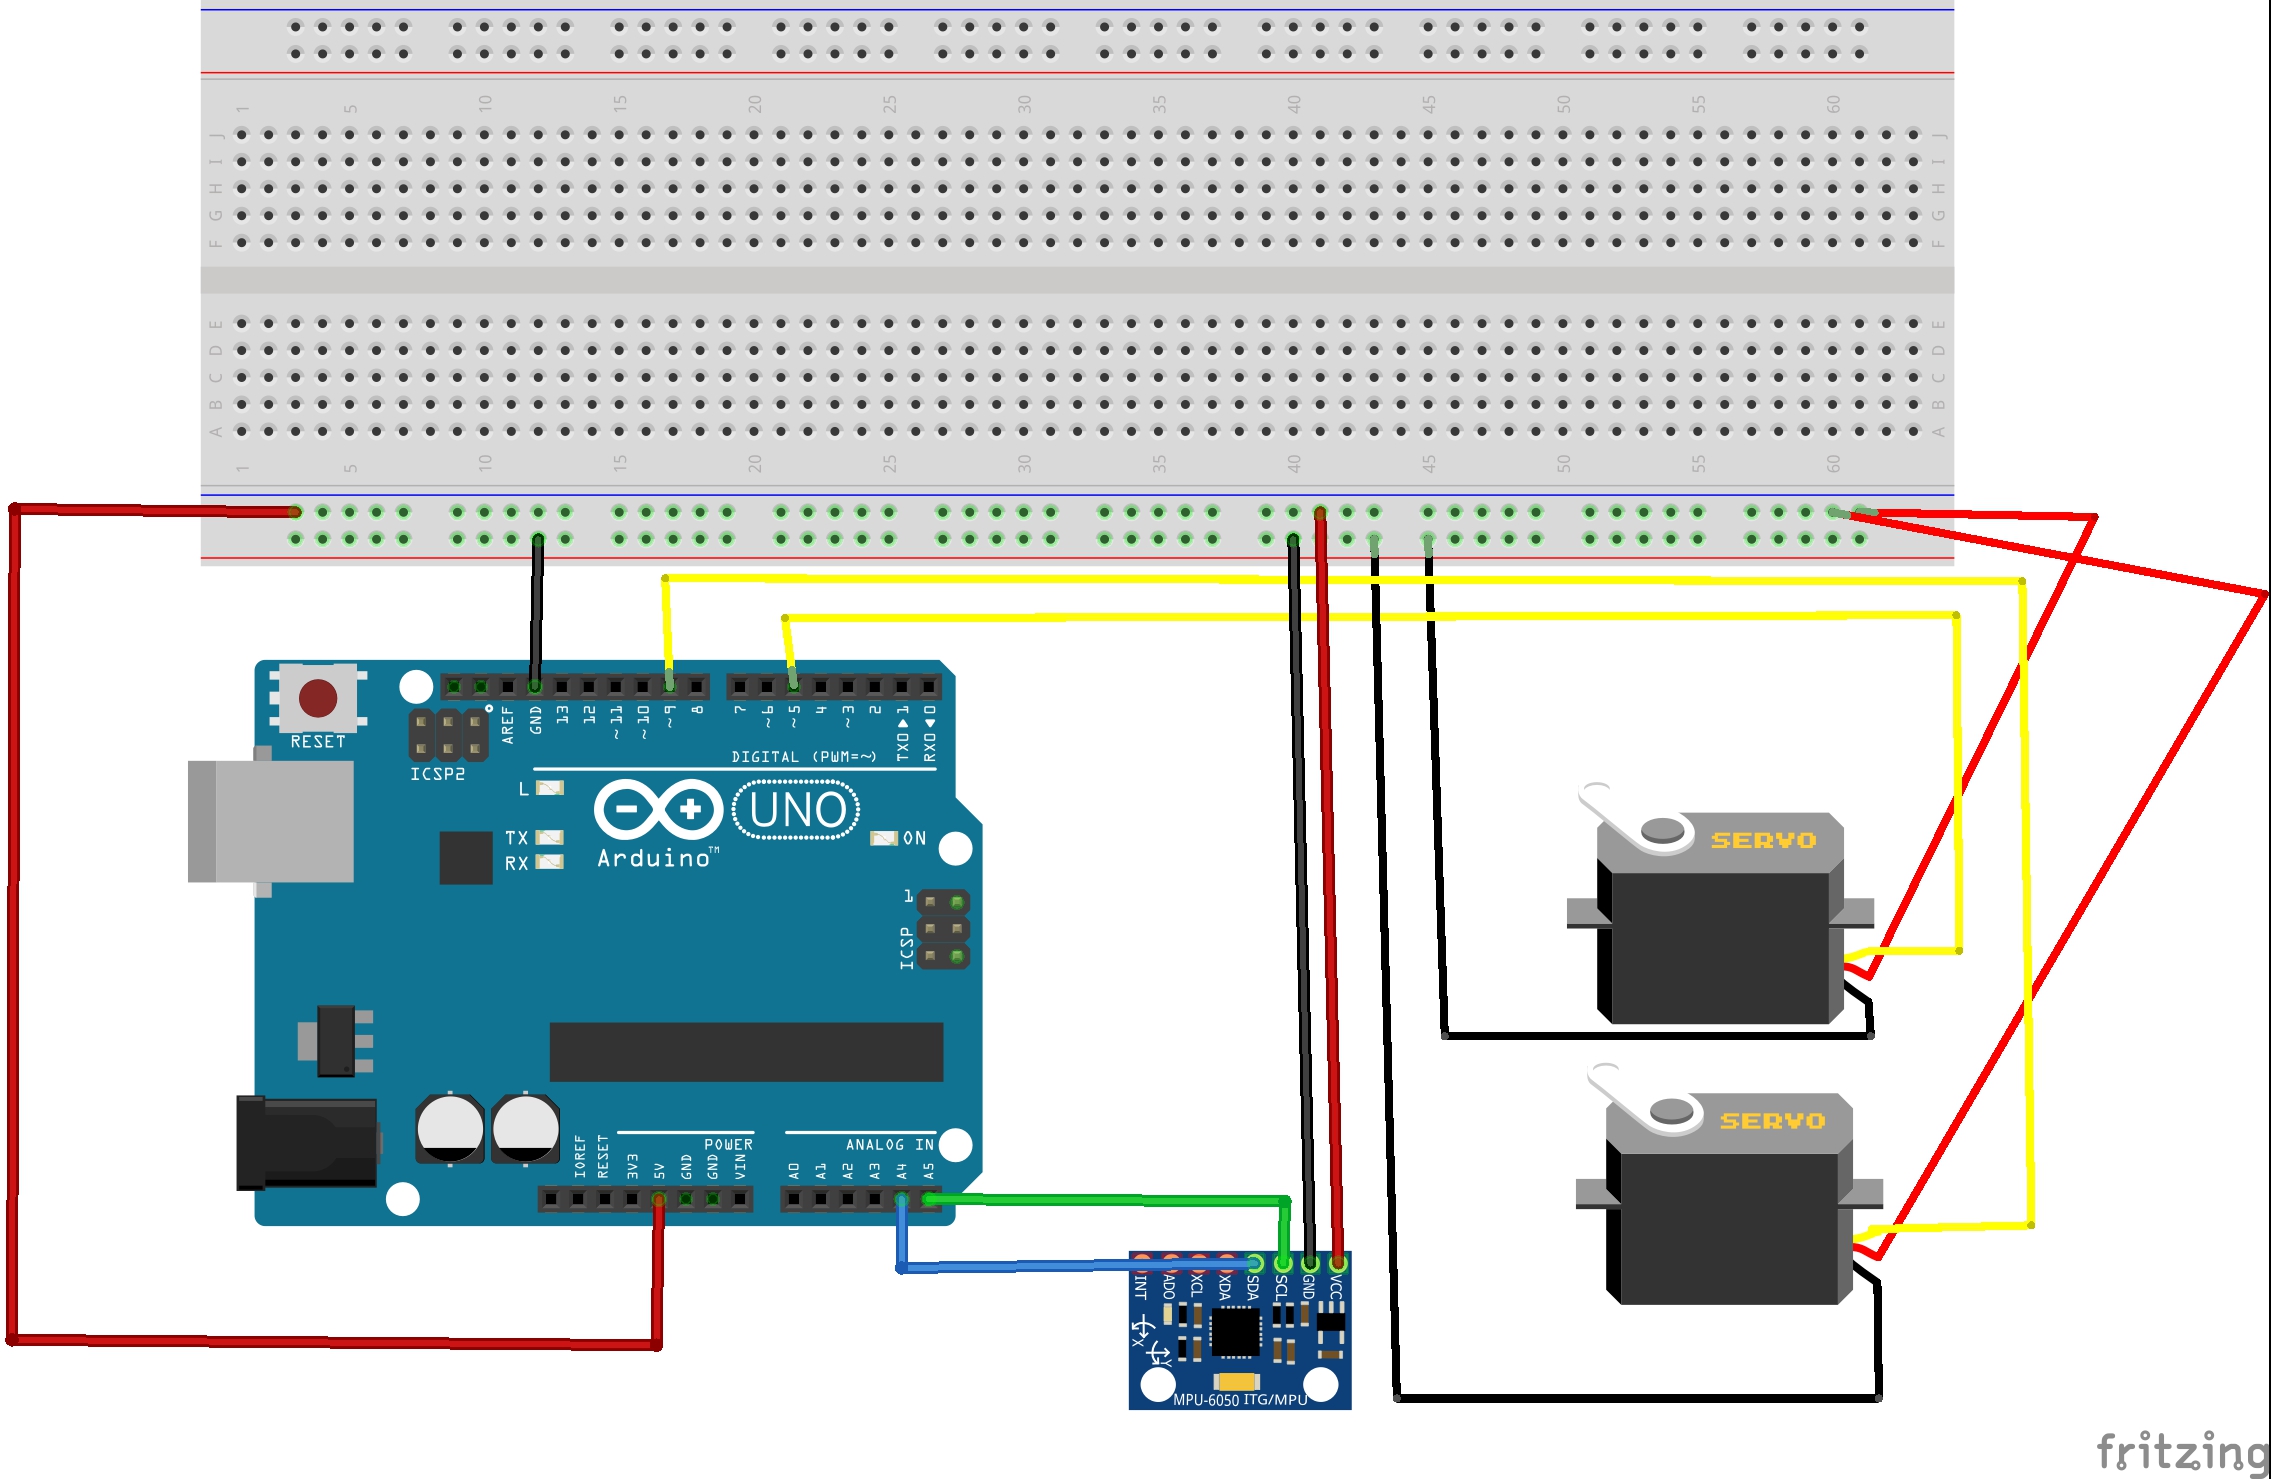 1 5 10 15 20 25 30 35 40 45 50 55 60
J J
I I
H H
G G
F F
E E
D D
C C
B B
A A
1 5 10 15 20 25 30 35 40 45 50 55 60
RESET
ICSP2
AREF GND 13 12 ~11 ~10 ~9 8 7 ~6 ~5 4 ~3 2 TX0▶1 RX0◀0
DIGITAL (PWM=~)
L
TX
RX
Arduino™
UNO
ON
1
ICSP
IOREF RESET 3V3 5V GND GND VIN
POWER
ANALOG IN
A0 A1 A2 A3 A4 A5
SERVO
SERVO
INT ADO XCL XDA SDA SCL GND VCC
X
Y
MPU-6050 ITG/MPU
fritzing